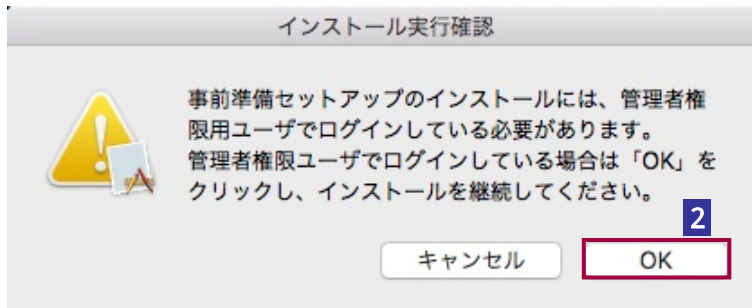 インストール実行確認
事前準備セットアップのインストールには、管理者権
限用ユーザでログインしている必要があります。
管理者権限ユーザでログインしている場合は「OK」を
クリックし、インストールを継続してください。
2
キャンセル
OK